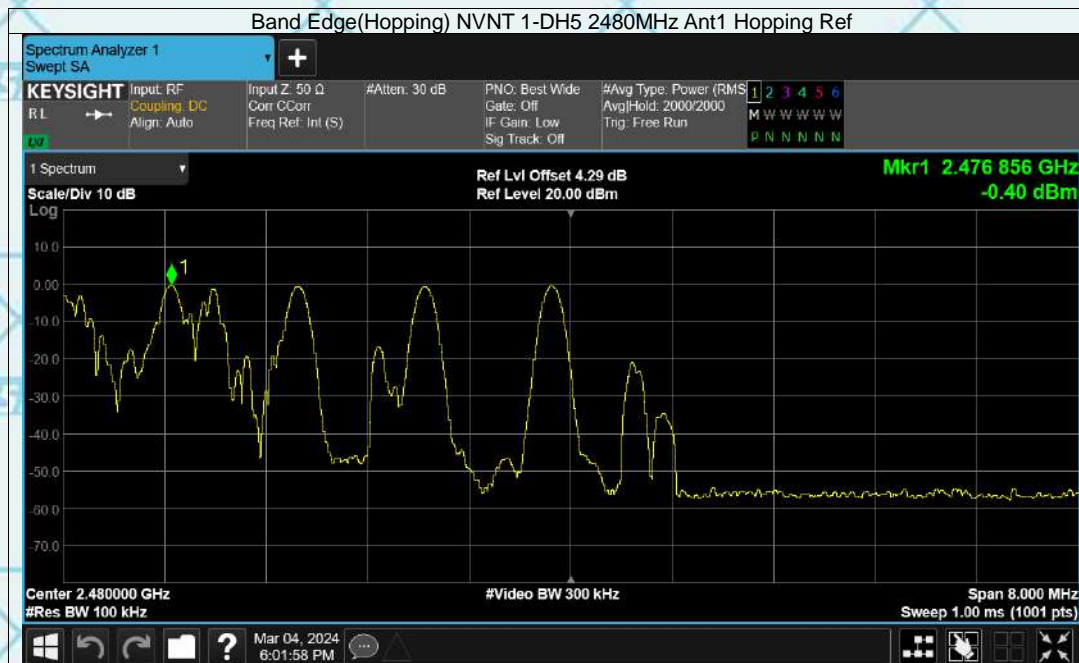 Band Edge(Hopping) NVNT 1-DH5 2480MHz Ant1 Hopping Ref
Spectrum Analyzer 1
Swept SA
+
KEYSIGHT Input: RF Input Z: 50 Ω #Atten: 30 dB PNO: Best Wide #Avg Type: Power (RMS 1 2 3 4 5 6
R L Coupling: DC Corr CCorr Gate: Off Avg|Hold: 2000/2000 M W W W W W
Align: Auto Freq Ref: Int (S) IF Gain: Low Trig: Free Run
LXI Sig Track: Off P N N N N N
1 Spectrum Ref Lvl Offset 4.29 dB Mkr1 2.476 856 GHz
Scale/Div 10 dB Ref Level 20.00 dBm -0.40 dBm
Log
10.0
1
0.00
-10.0
-20.0
-30.0
-40.0
-50.0
-60.0
-70.0
Center 2.480000 GHz #Video BW 300 kHz Span 8.000 MHz
#Res BW 100 kHz Sweep 1.00 ms (1001 pts)
? Mar 04, 2024
6:01:58 PM